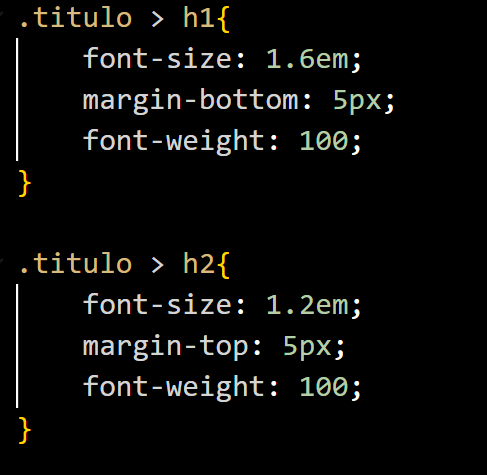 .titulo > h1{
    font-size: 1.6em;
    margin-bottom: 5px;
    font-weight: 100;
}

.titulo > h2{
    font-size: 1.2em;
    margin-top: 5px;
    font-weight: 100;
}